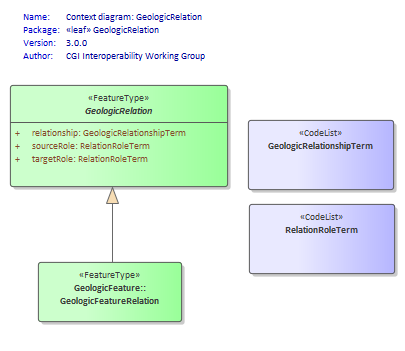 Name: Context diagram: GeologicRelation
Package: «leaf» GeologicRelation
Version: 3.0.0
Author: CGI Interoperability Working Group
«FeatureType»
GeologicRelation
+ relationship: GeologicRelationshipTerm
+ sourceRole: RelationRoleTerm
+ targetRole: RelationRoleTerm
«CodeList»
GeologicRelationshipTerm
«CodeList»
RelationRoleTerm
«FeatureType»
GeologicFeature::
GeologicFeatureRelation